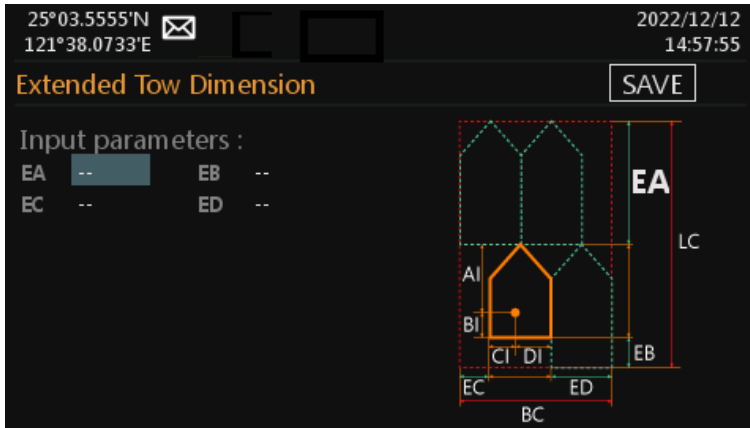 25°03.5555'N
121°38.0733'E
2022/12/12
14:57:55
Extended Tow Dimension
SAVE
Input parameters :
EA -- EB --
EC -- ED --
EA
LC
AI
BI
CI DI
EB
EC ED
BC